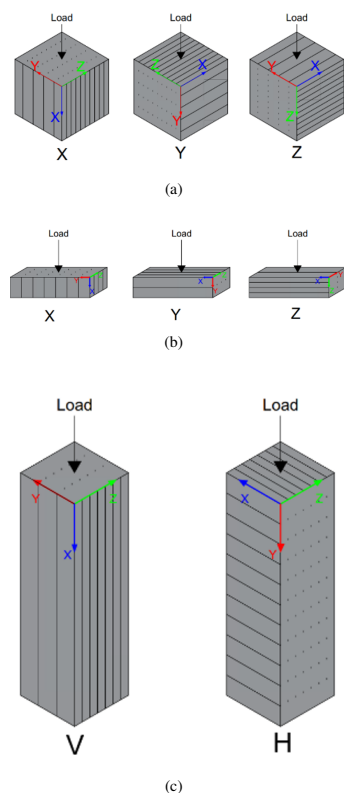 Load Load Load
Y Z X
Z X Y
X Y Z
X Y Z
(a)
Load Load Load
Y Z X Z X Y
X Y Z
X Y Z
(b)
Load Load
Y Z X Z
X Y
V H
(c)